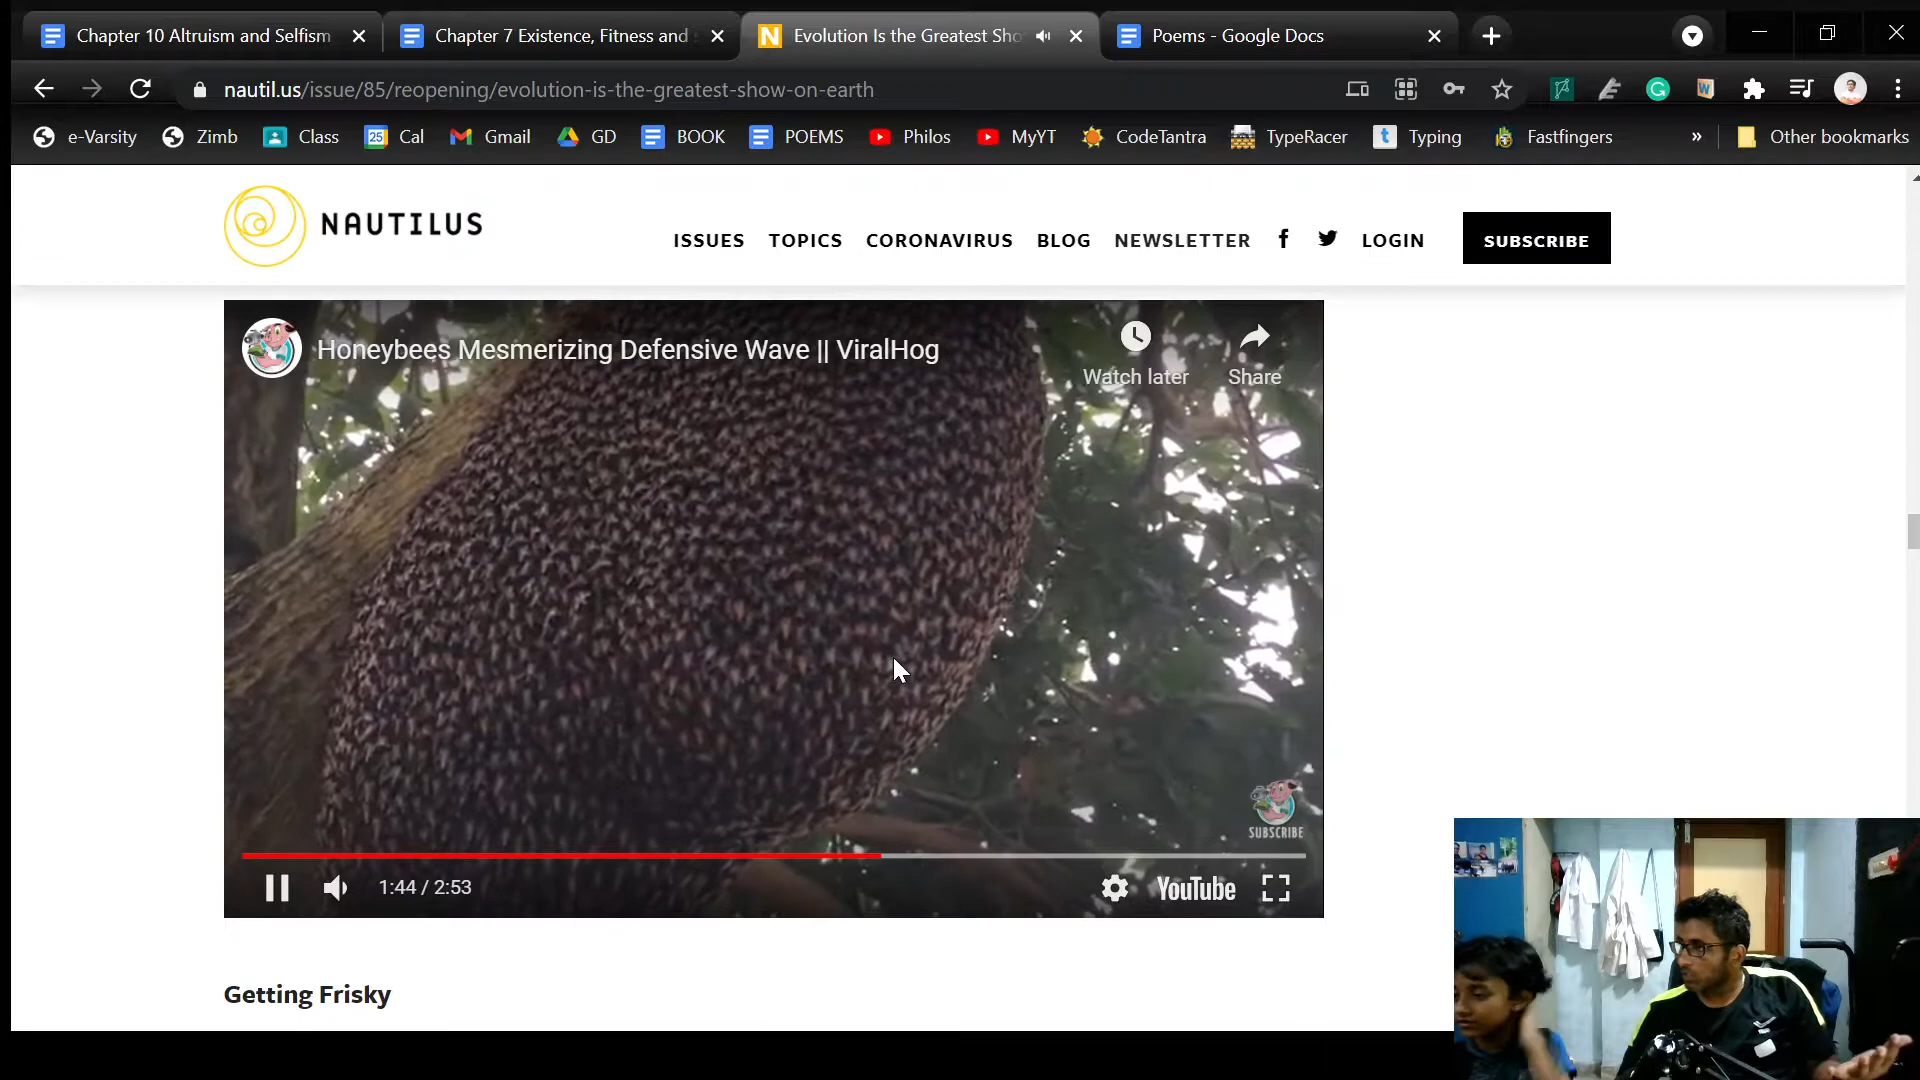 Chapter 10 Altruism and Selfism
Chapter 7 Existence, Fitness and
Evolution Is the Greatest Sho
Poems - Google Docs
nautil.us/issue/85/reopening/evolution-is-the-greatest-show-on-earth
e-Varsity
Zimb
Class
25
Cal
Gmail
GD
BOOK
POEMS
Philos
MyYT
CodeTantra
TypeRacer
t
Typing
Fastfingers
»
Other bookmarks
NAUTILUS
ISSUES
TOPICS
CORONAVIRUS
BLOG
NEWSLETTER
LOGIN
SUBSCRIBE
Honeybees Mesmerizing Defensive Wave || ViralHog
Watch later
Share
SUBSCRIBE
1:44 / 2:53
YouTube
Getting Frisky